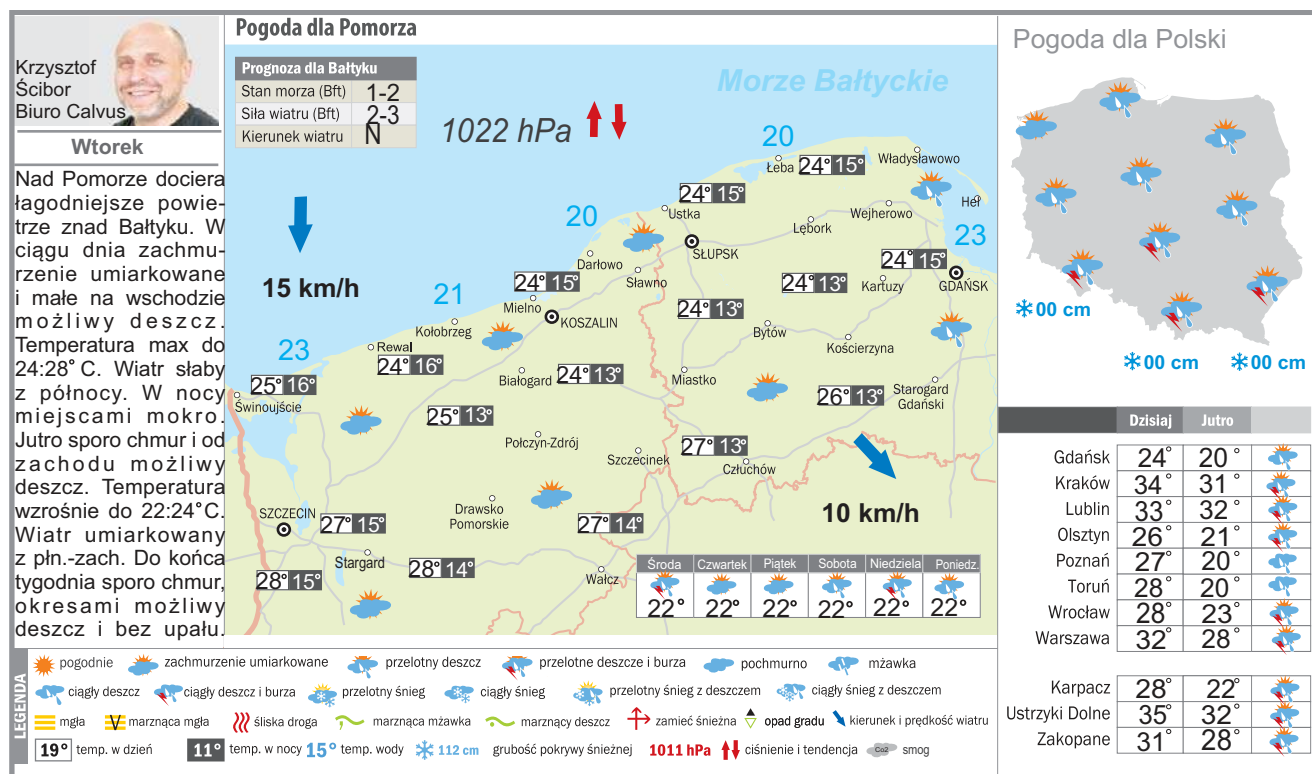 Krzysztof
Ścibor
Biuro Calvus
Wtorek
Nad Pomorze dociera
łagodniejsze powie-
trze znad Bałtyku. W
ciągu dnia zachmu-
rzenie umiarkowane
i małe na wschodzie
możliwy deszcz.
Temperatura max do
24:28°C. Wiatr słaby
z północy. W nocy
miejscami mokro.
Jutro sporo chmur i od
zachodu możliwy
deszcz. Temperatura
wzrośnie do 22:24°C.
Wiatr umiarkowany
z płn.-zach. Do końca
tygodnia sporo chmur,
okresami możliwy
deszcz i bez upału.
Pogoda dla Pomorza
Prognoza dla Bałtyku
Stan morza (Bft) 1-2
Siła wiatru (Bft) 2-3
Kierunek wiatru N
Morze Bałtyckie
1022 hPa
20
Łeba 24° 15°
Władysławowo
24° 15°
Ustka
Hel
Wejherowo
20
Lębork
23
SŁUPSK
Darłowo
24° 15°
GDAŃSK
Sławno
24° 15°
24° 13°
Kartuzy
15 km/h
21
Mielno
KOSZALIN
24° 13°
Bytów
Kołobrzeg
Kościerzyna
23
Rewal
24° 16°
Białogard 24° 13°
Miastko
25° 16°
Świnoujście
26° 13°
Starogard
Gdański
25° 13°
Połczyn-Zdrój
Szczecinek
27° 13°
Człuchów
Drawsko
Pomorskie
10 km/h
SZCZECIN
27° 15°
27° 14°
Stargard
28° 14°
Wałcz
28° 15°
Środa Czwartek Piątek Sobota Niedziela Poniedz.
22° 22° 22° 22° 22° 22°
Pogoda dla Polski
00 cm
00 cm 00 cm
Dzisiaj Jutro
Gdańsk 24° 20°
Kraków 34° 31°
Lublin 33° 32°
Olsztyn 26° 21°
Poznań 27° 20°
Toruń 28° 20°
Wrocław 28° 23°
Warszawa 32° 28°
Karpacz 28° 22°
Ustrzyki Dolne 35° 32°
Zakopane 31° 28°
LEGENDA
pogodnie zachmurzenie umiarkowane przelotny deszcz przelotne deszcze i burza pochmurno mżawka
ciągły deszcz ciągły deszcz i burza przelotny śnieg ciągły śnieg przelotny śnieg z deszczem ciągły śnieg z deszczem
mgła marznąca mgła śliska droga marznąca mżawka marznący deszcz zamieć śnieżna opad gradu kierunek i prędkość wiatru
19° temp. w dzień 11° temp. w nocy 15° temp. wody 112 cm grubość pokrywy śnieżnej 1011 hPa ciśnienie i tendencja Co2 smog